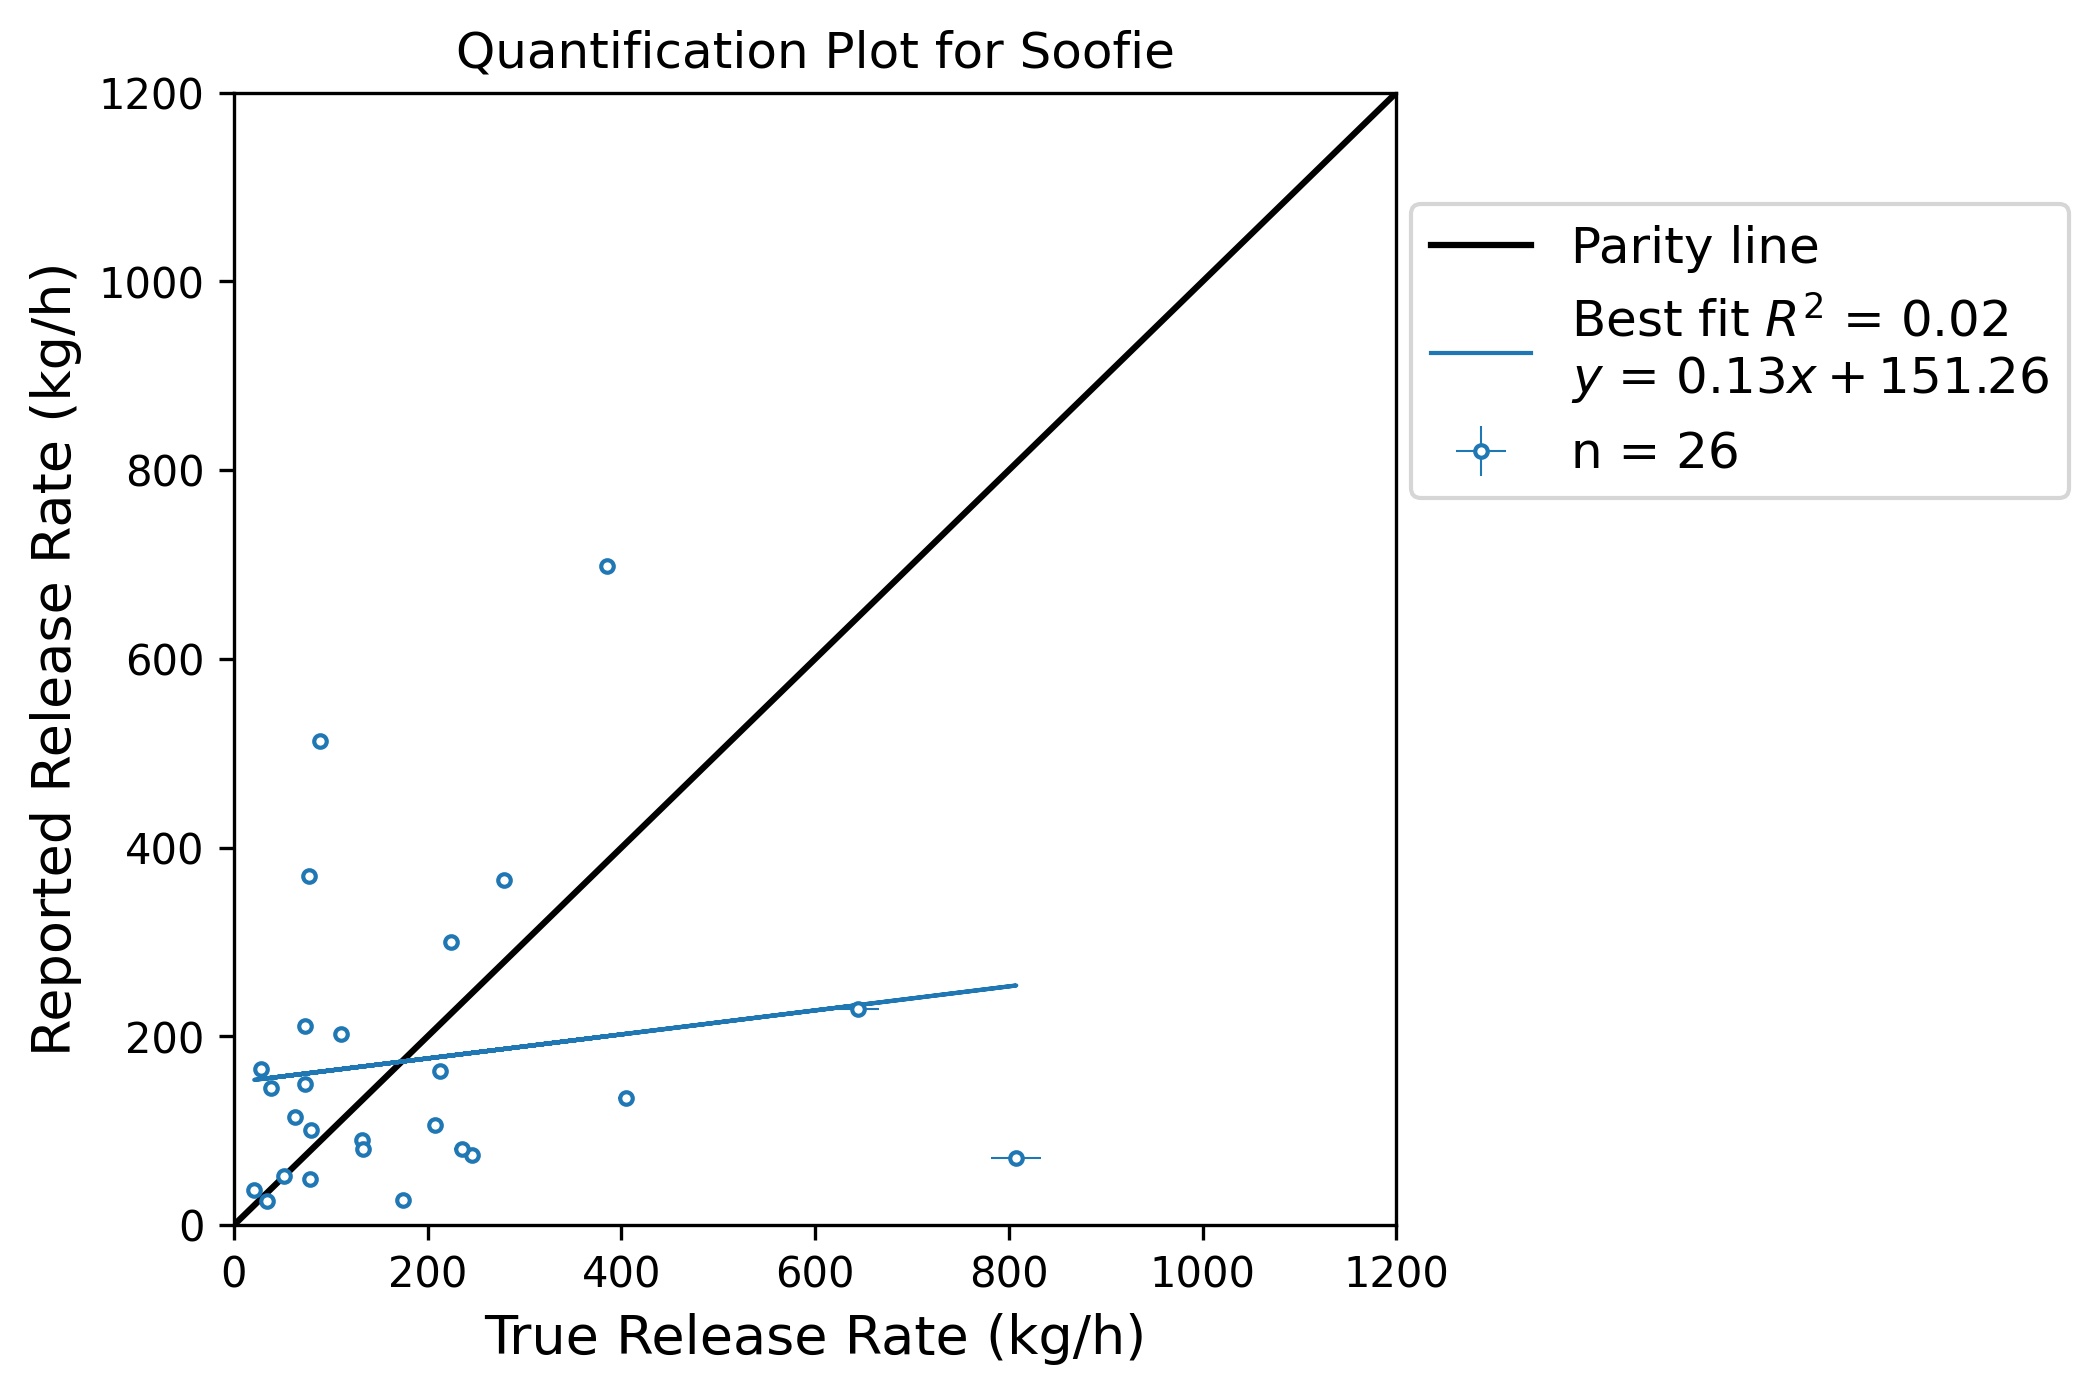 Quantification Plot for Soofie
1200
1000
800
600
400
200
0
Reported Release Rate (kg/h)
0 200 400 600 800 1000 1200
True Release Rate (kg/h)
Parity line
Best fit R² = 0.02
y = 0.13x + 151.26
n = 26